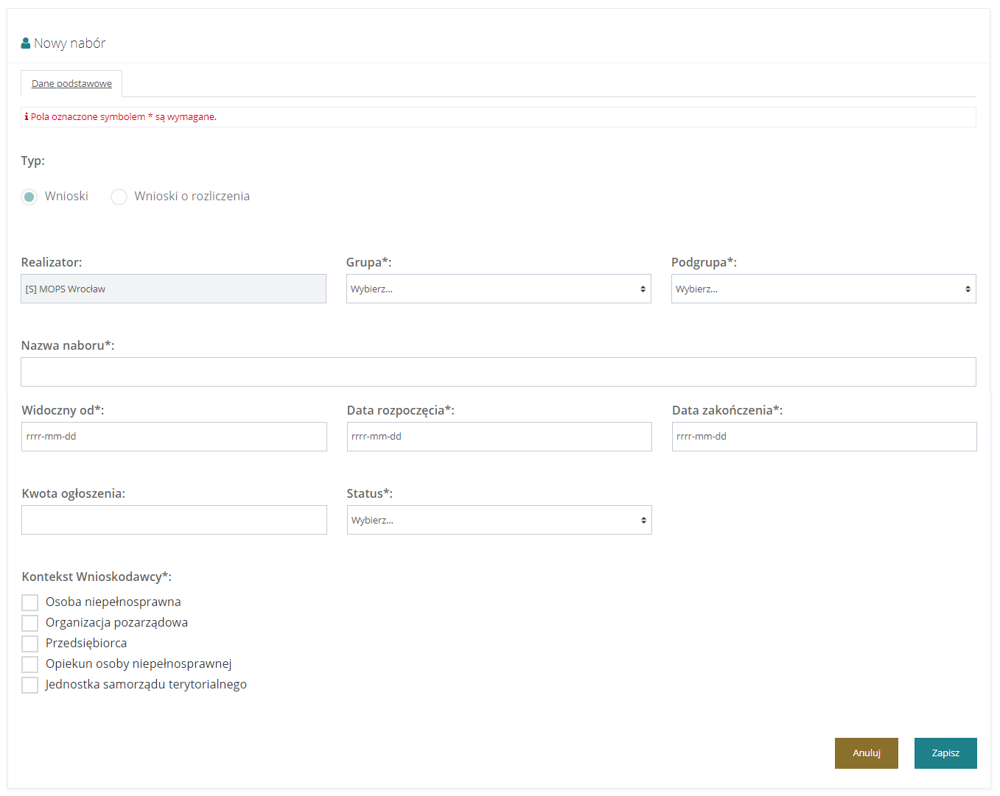 Nowy nabór
Dane podstawowe
Pola oznaczone symbolem * są wymagane.
Typ:
Wnioski Wnioski o rozliczenia
Realizator: Grupa*: Podgrupa*:
[S] MOPS Wrocław Wybierz... Wybierz...
Nazwa naboru*:
Widoczny od*: Data rozpoczęcia*: Data zakończenia*:
rrrr-mm-dd rrrr-mm-dd rrrr-mm-dd
Kwota ogłoszenia: Status*:
Wybierz...
Kontekst Wnioskodawcy*:
Osoba niepełnosprawna
Organizacja pozarządowa
Przedsiębiorca
Opiekun osoby niepełnosprawnej
Jednostka samorządu terytorialnego
Anuluj Zapisz